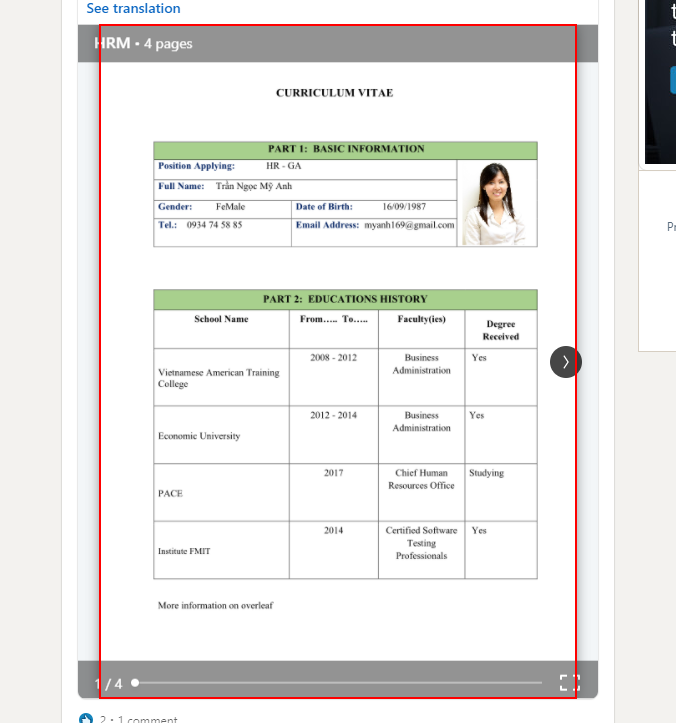 See translation
HRM • 4 pages
CURRICULUM VITAE
PART 1: BASIC INFORMATION
Position Applying: HR - GA
Full Name: Trần Ngọc Mỹ Anh
Gender: FeMale Date of Birth: 16/09/1987
Tel.: 0934 74 58 85 Email Address: myanh169@gmail.com
PART 2: EDUCATIONS HISTORY
School Name From….. To….. Faculty(ies) Degree
Received
2008 - 2012 Business Yes
Vietnamese American Training Administration
College
2012 - 2014 Business Yes
Administration
Economic University
2017 Chief Human Studying
Resources Office
PACE
2014 Certified Software Yes
Testing
Institute FMIT Professionals
More information on overleaf
1 / 4
2 • 1 comment